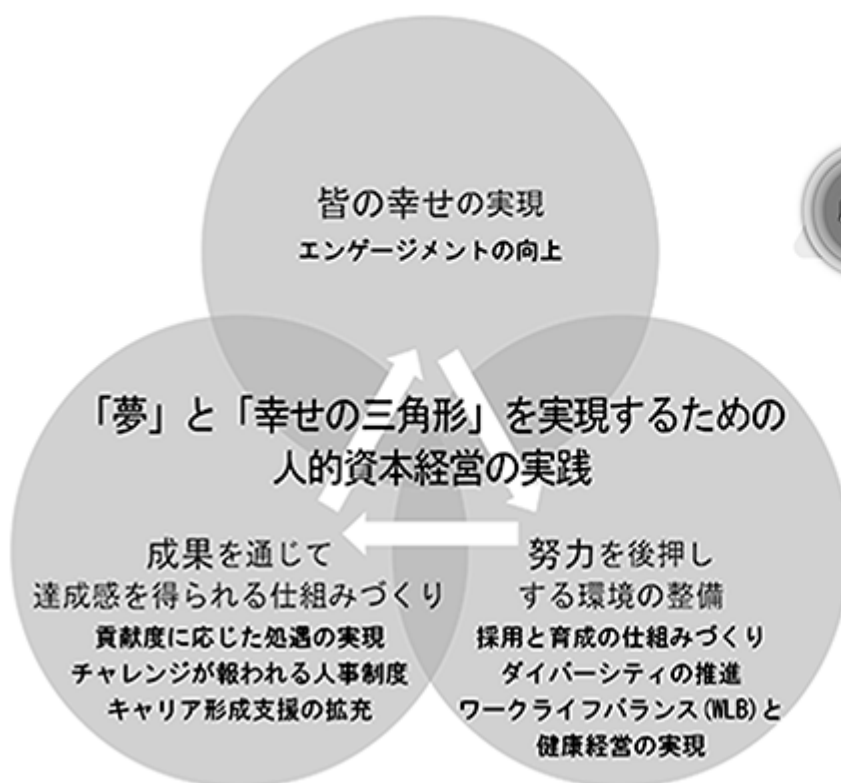 皆の幸せの実現
エンゲージメントの向上
「夢」と「幸せの三角形」を実現するための
人的資本経営の実践
成果を通じて
達成感を得られる仕組みづくり
貢献度に応じた処遇の実現
チャレンジが報われる人事制度
キャリア形成支援の拡充
努力を後押し
する環境の整備
採用と育成の仕組みづくり
ダイバーシティの推進
ワークライフバランス(WLB)と
健康経営の実現